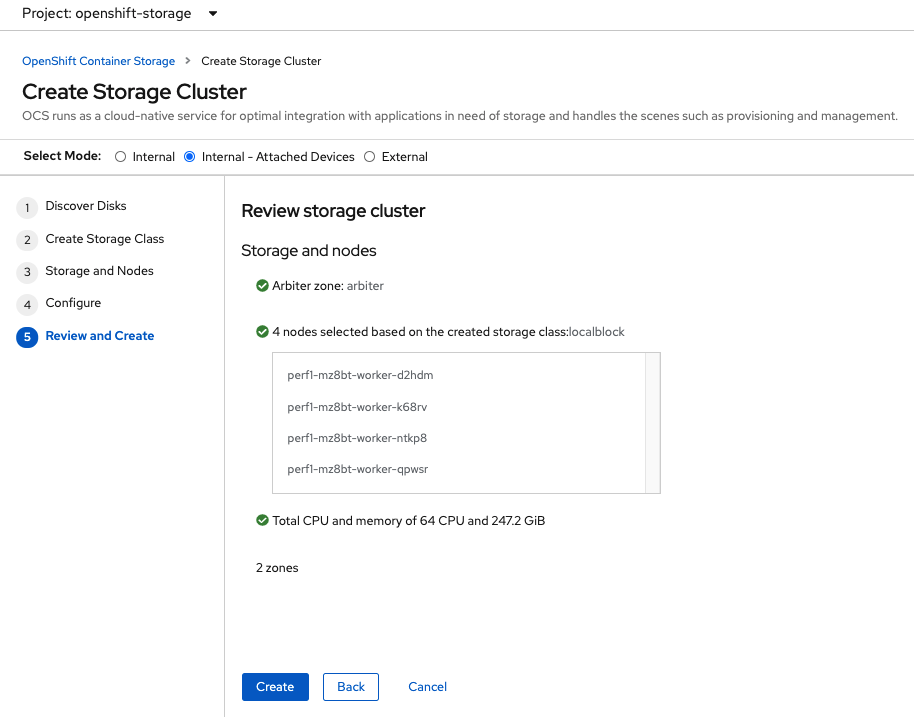 Project: openshift-storage
OpenShift Container Storage > Create Storage Cluster
Create Storage Cluster
OCS runs as a cloud-native service for optimal integration with applications in need of storage and handles the scenes such as provisioning and management.
Select Mode: Internal Internal - Attached Devices External
1 Discover Disks
2 Create Storage Class
3 Storage and Nodes
4 Configure
5 Review and Create
Review storage cluster
Storage and nodes
Arbiter zone: arbiter
4 nodes selected based on the created storage class:localblock
perf1-mz8bt-worker-d2hdm
perf1-mz8bt-worker-k68rv
perf1-mz8bt-worker-ntkp8
perf1-mz8bt-worker-qpwsr
Total CPU and memory of 64 CPU and 247.2 GiB
2 zones
Create Back Cancel